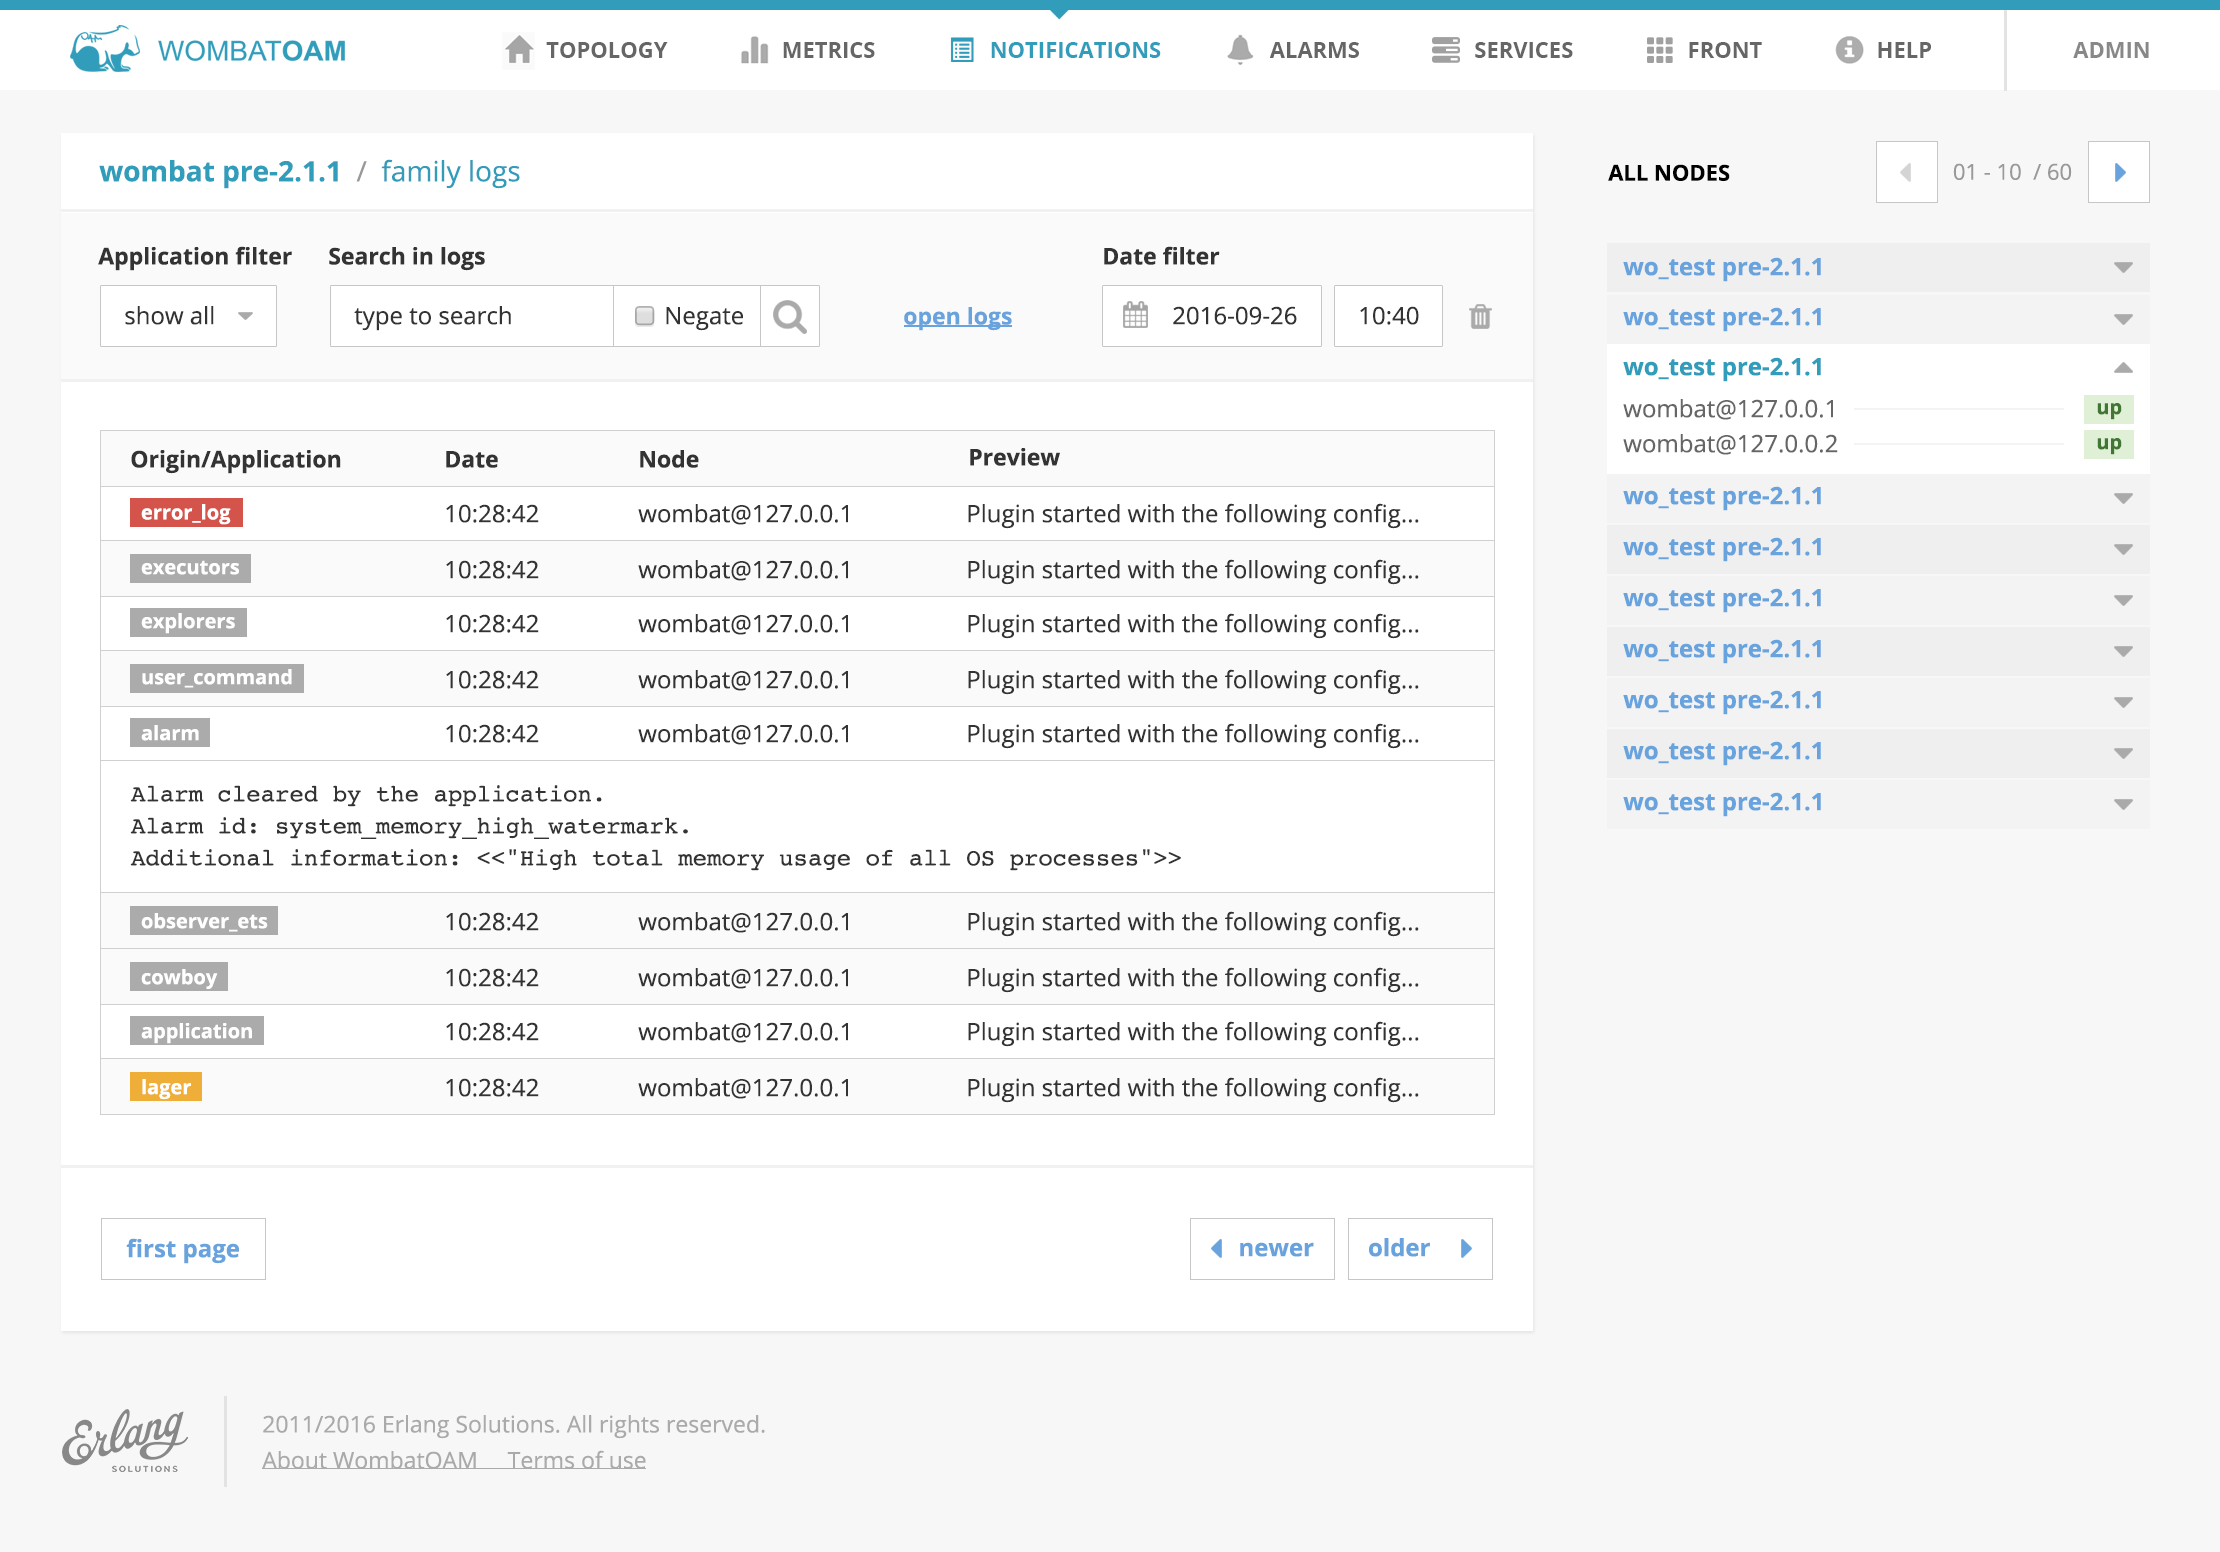 WOMBATOAM TOPOLOGY METRICS NOTIFICATIONS ALARMS SERVICES FRONT HELP ADMIN
wombat pre-2.1.1 / family logs
Application filter Search in logs Date filter
show all type to search Negate open logs 2016-09-26 10:40
Origin/Application Date Node Preview
error_log 10:28:42 wombat@127.0.0.1 Plugin started with the following config...
executors 10:28:42 wombat@127.0.0.1 Plugin started with the following config...
explorers 10:28:42 wombat@127.0.0.1 Plugin started with the following config...
user_command 10:28:42 wombat@127.0.0.1 Plugin started with the following config...
alarm 10:28:42 wombat@127.0.0.1 Plugin started with the following config...
Alarm cleared by the application.
Alarm id: system_memory_high_watermark.
Additional information: <<"High total memory usage of all OS processes">>
observer_ets 10:28:42 wombat@127.0.0.1 Plugin started with the following config...
cowboy 10:28:42 wombat@127.0.0.1 Plugin started with the following config...
application 10:28:42 wombat@127.0.0.1 Plugin started with the following config...
lager 10:28:42 wombat@127.0.0.1 Plugin started with the following config...
first page newer older
ALL NODES 01 - 10 / 60
wo_test pre-2.1.1
wo_test pre-2.1.1
wo_test pre-2.1.1
wombat@127.0.0.1 up
wombat@127.0.0.2 up
wo_test pre-2.1.1
wo_test pre-2.1.1
wo_test pre-2.1.1
wo_test pre-2.1.1
wo_test pre-2.1.1
wo_test pre-2.1.1
wo_test pre-2.1.1
Erlang
SOLUTIONS
2011/2016 Erlang Solutions. All rights reserved.
About WombatOAM Terms of use